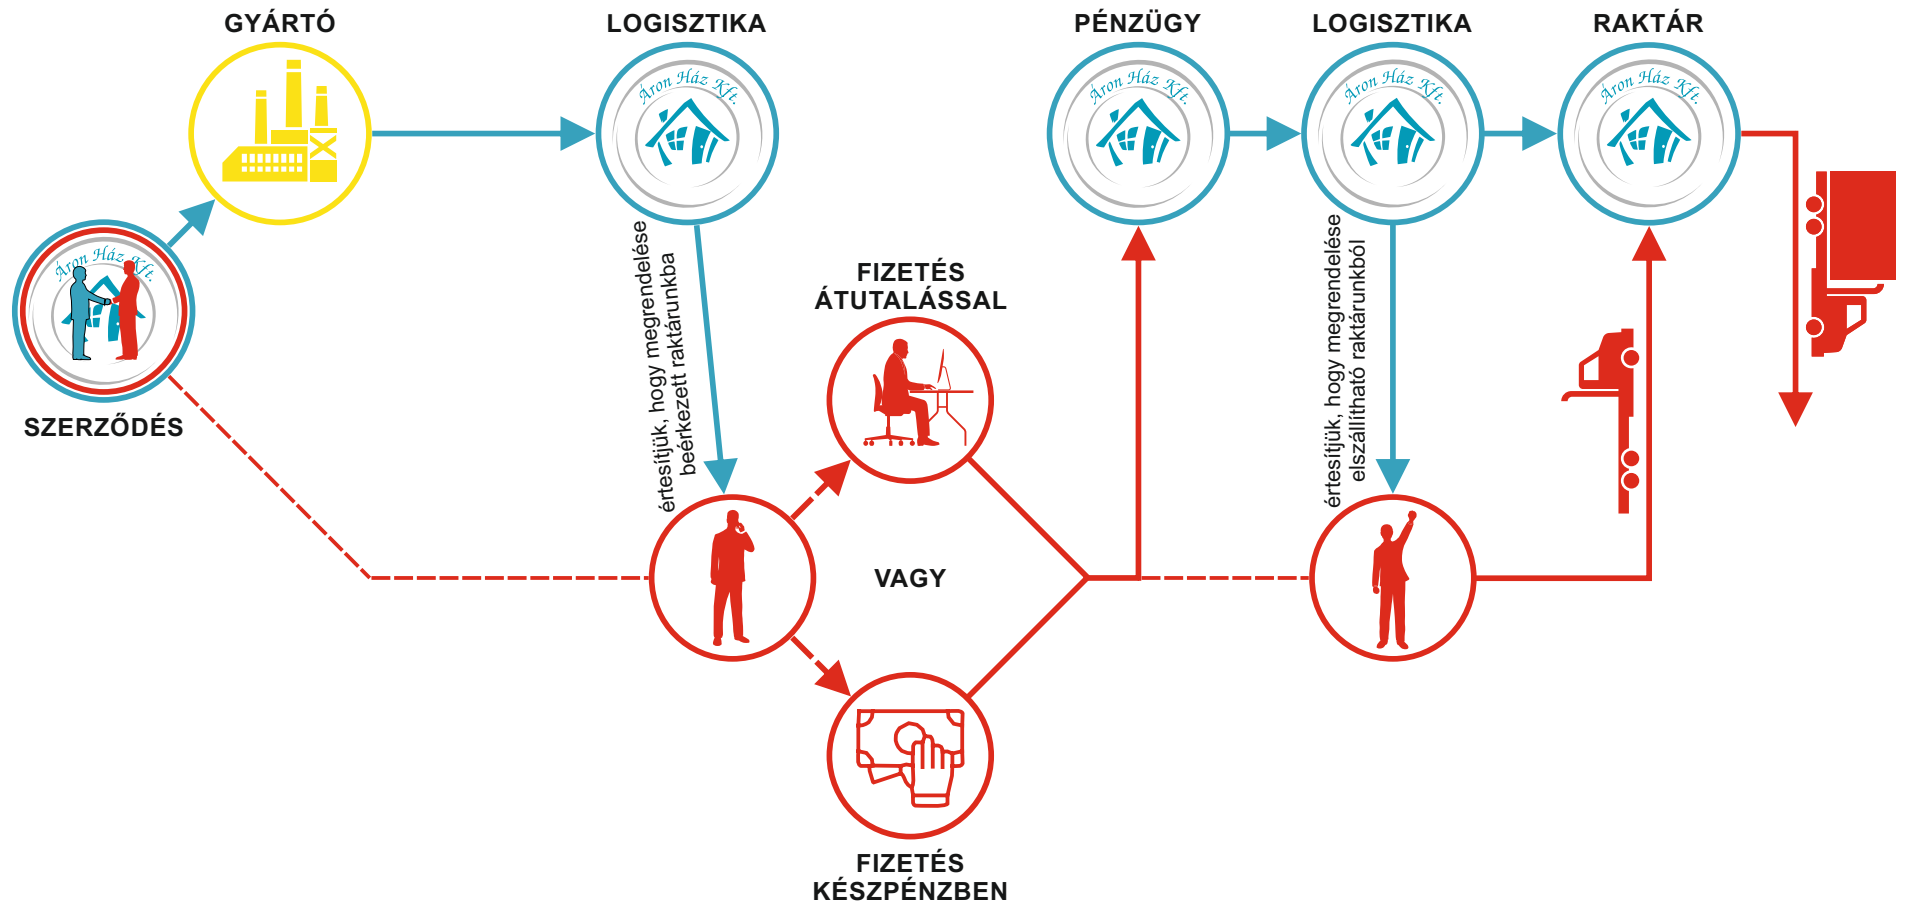 GYÁRTÓ
LOGISZTIKA
PÉNZÜGY
LOGISZTIKA
RAKTÁR
Áron Ház Kft.
Áron Ház Kft.
Áron Ház Kft.
Áron Ház Kft.
Áron Ház Kft.
SZERZŐDÉS
értesítjük, hogy megrendelése
beérkezett raktárunkba
FIZETÉS
ÁTUTALÁSSAL
értesítjük, hogy megrendelése
elszállítható raktárunkból
VAGY
FIZETÉS
KÉSZPÉNZBEN